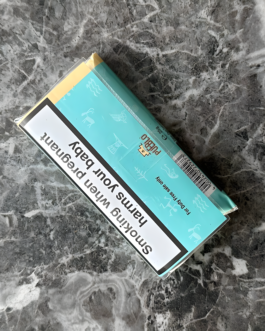 PUEBLO
For Duty Free sale only
Smoking when pregnant
harms your baby